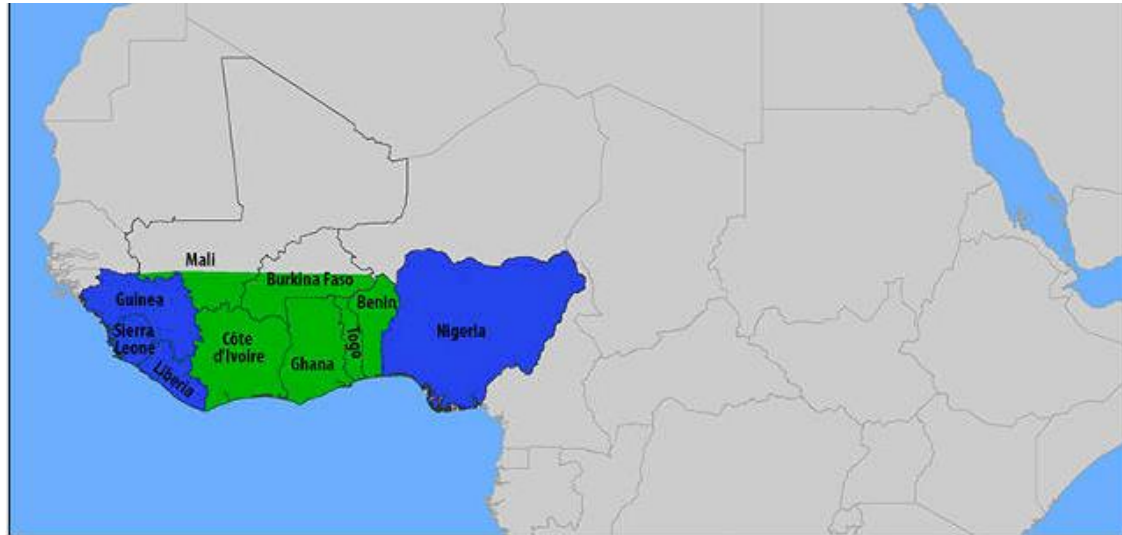 Mali
Burkina Faso
Guinea
Benin
Sierra
Leone
Côte
d'Ivoire
Nigeria
Togo
Ghana
Liberia